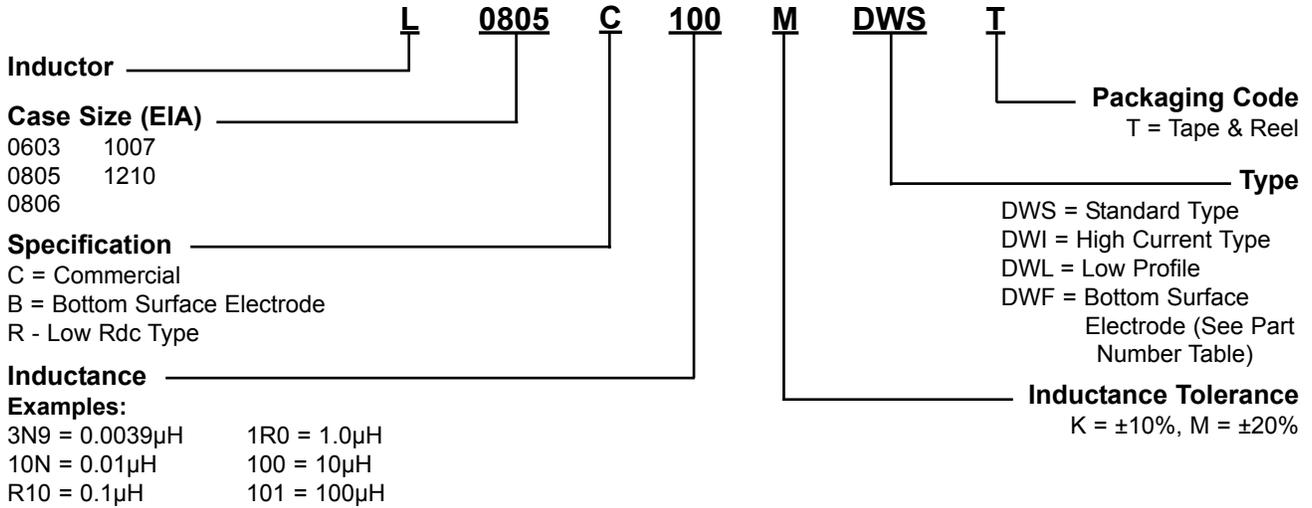 L 0805 C 100 M DWS T
Inductor
Case Size (EIA)
0603 1007
0805 1210
0806
Specification
C = Commercial
B = Bottom Surface Electrode
R - Low Rdc Type
Inductance
Examples:
3N9 = 0.0039µH 1R0 = 1.0µH
10N = 0.01µH 100 = 10µH
R10 = 0.1µH 101 = 100µH
Packaging Code
T = Tape & Reel
Type
DWS = Standard Type
DWI = High Current Type
DWL = Low Profile
DWF = Bottom Surface
Electrode (See Part
Number Table)
Inductance Tolerance
K = ±10%, M = ±20%